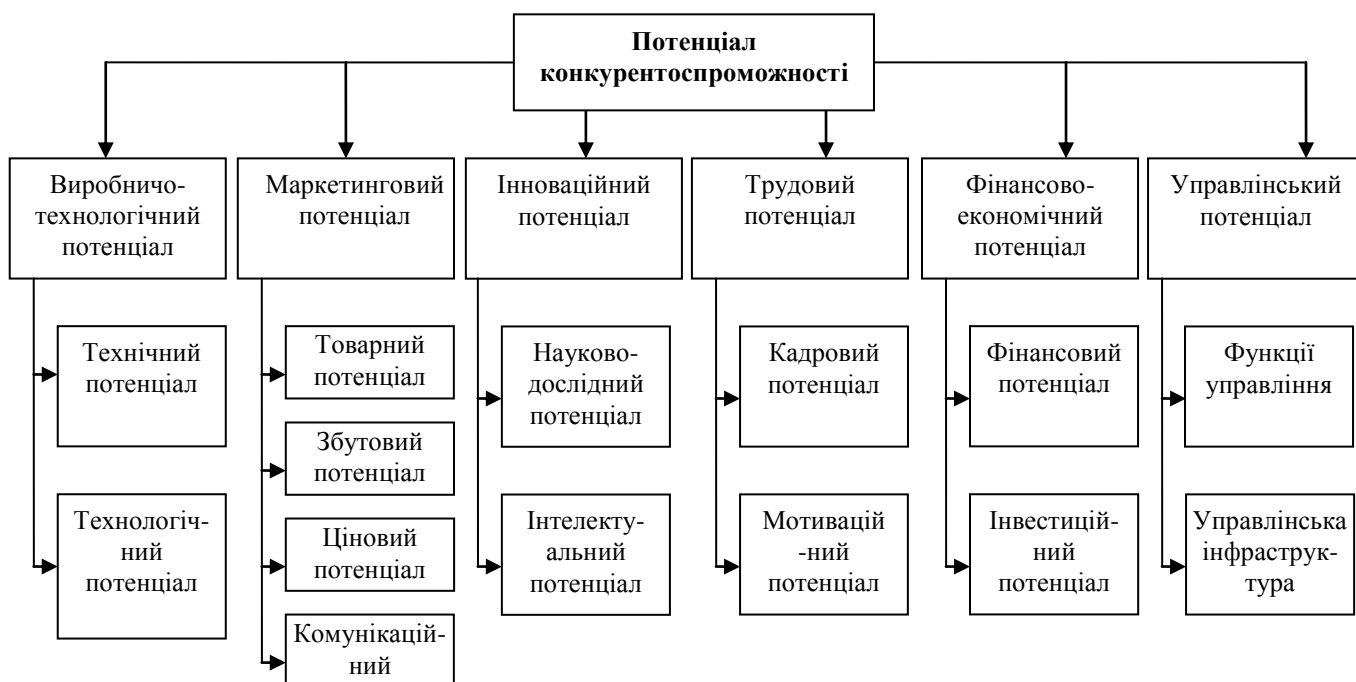 Потенціал
конкурентоспроможності
Виробничо-
технологічний
потенціал
Маркетинговий
потенціал
Інноваційний
потенціал
Трудовий
потенціал
Фінансово-
економічний
потенціал
Управлінський
потенціал
Технічний
потенціал
Технологіч-
ний
потенціал
Товарний
потенціал
Збутовий
потенціал
Ціновий
потенціал
Комунікацій-
ний
Науково-
дослідний
потенціал
Інтелекту-
альний
потенціал
Кадровий
потенціал
Мотивацій
-ний
потенціал
Фінансовий
потенціал
Інвестицій-
ний
потенціал
Функції
управління
Управлінська
інфраструк-
тура